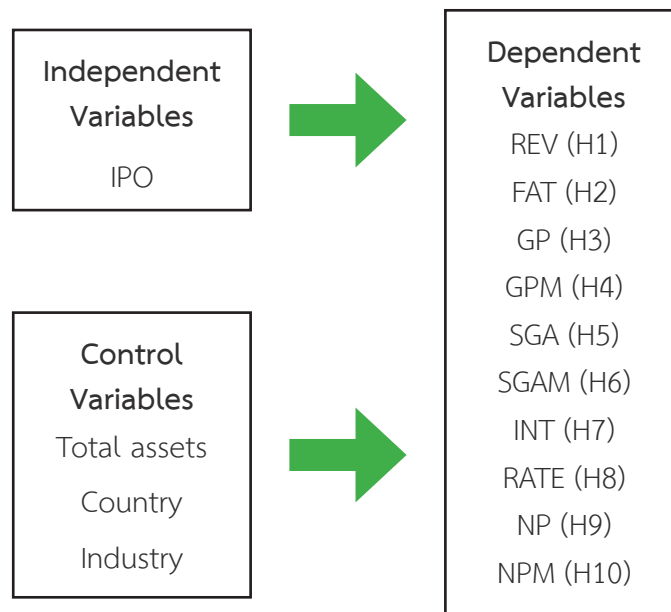 Independent
Variables
IPO
Control
Variables
Total assets
Country
Industry
Dependent
Variables
REV (H1)
FAT (H2)
GP (H3)
GPM (H4)
SGA (H5)
SGAM (H6)
INT (H7)
RATE (H8)
NP (H9)
NPM (H10)